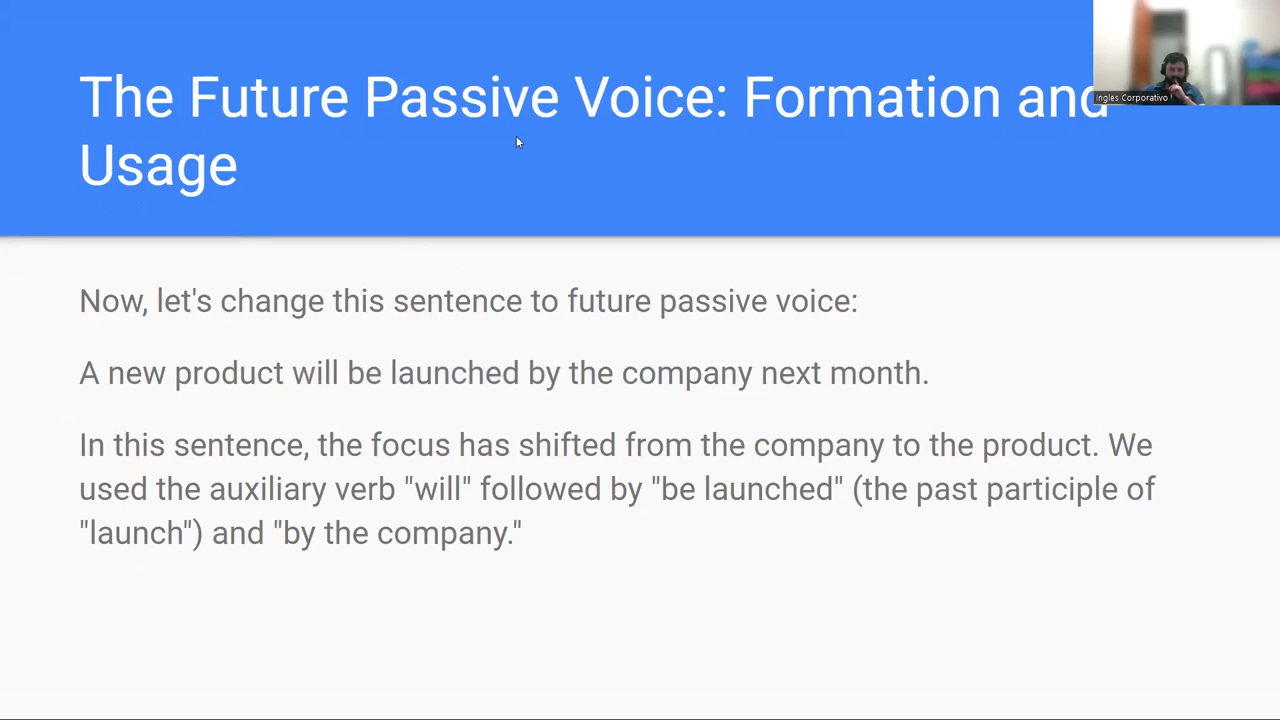 The Future Passive Voice: Formation and
Usage
Ingles Corporativo
Now, let's change this sentence to future passive voice:
A new product will be launched by the company next month.
In this sentence, the focus has shifted from the company to the product. We
used the auxiliary verb "will" followed by "be launched" (the past participle of
"launch") and "by the company."